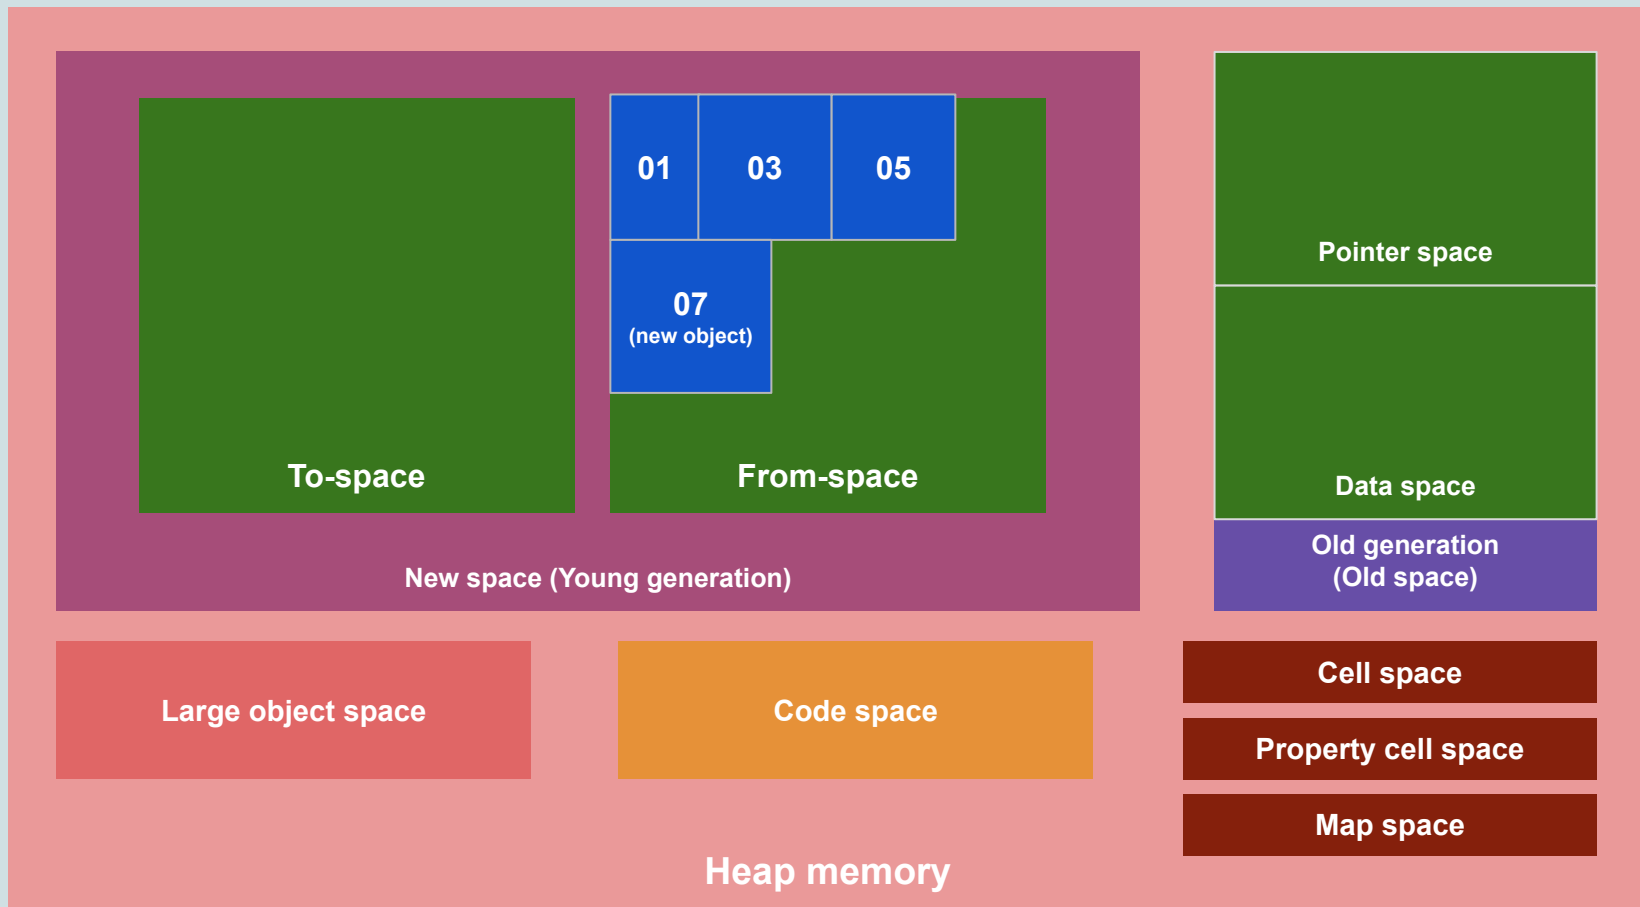 01
03
05
07
(new object)
To-space
From-space
New space (Young generation)
Pointer space
Data space
Old generation
(Old space)
Large object space
Code space
Cell space
Property cell space
Map space
Heap memory